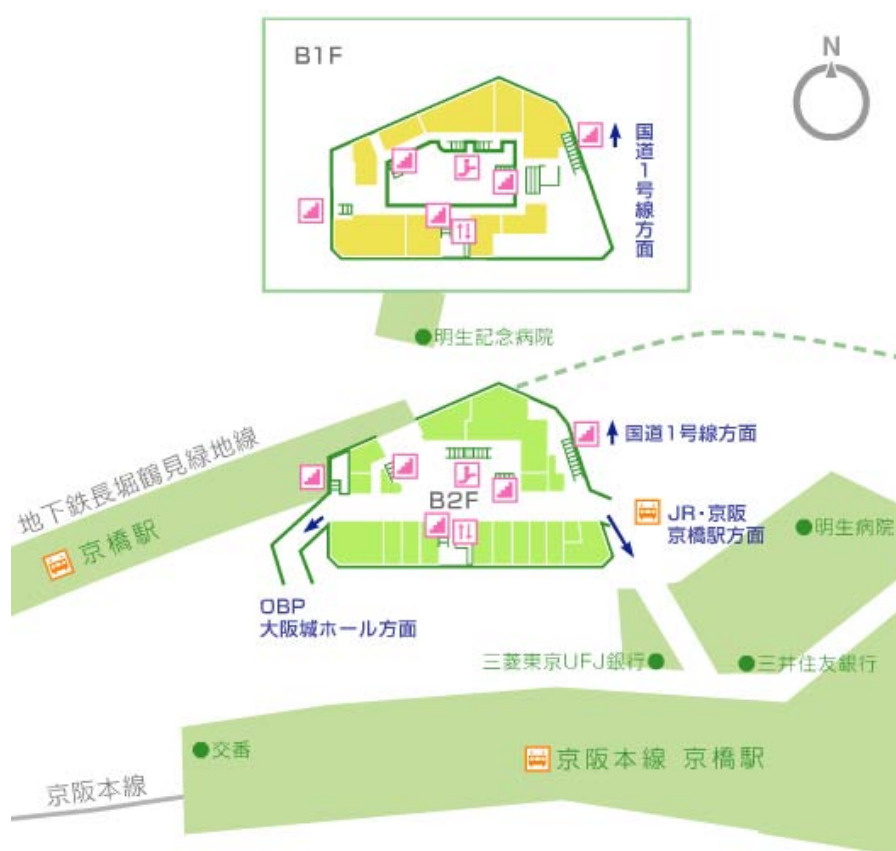 B1F
N
国道1号線方面
明生記念病院
国道1号線方面
地下鉄長堀鶴見緑地線
京橋駅
B2F
JR・京阪
京橋駅方面
明生病院
OBP
大阪城ホール方面
三菱東京UFJ銀行
三井住友銀行
交番
京阪本線 京橋駅
京阪本線